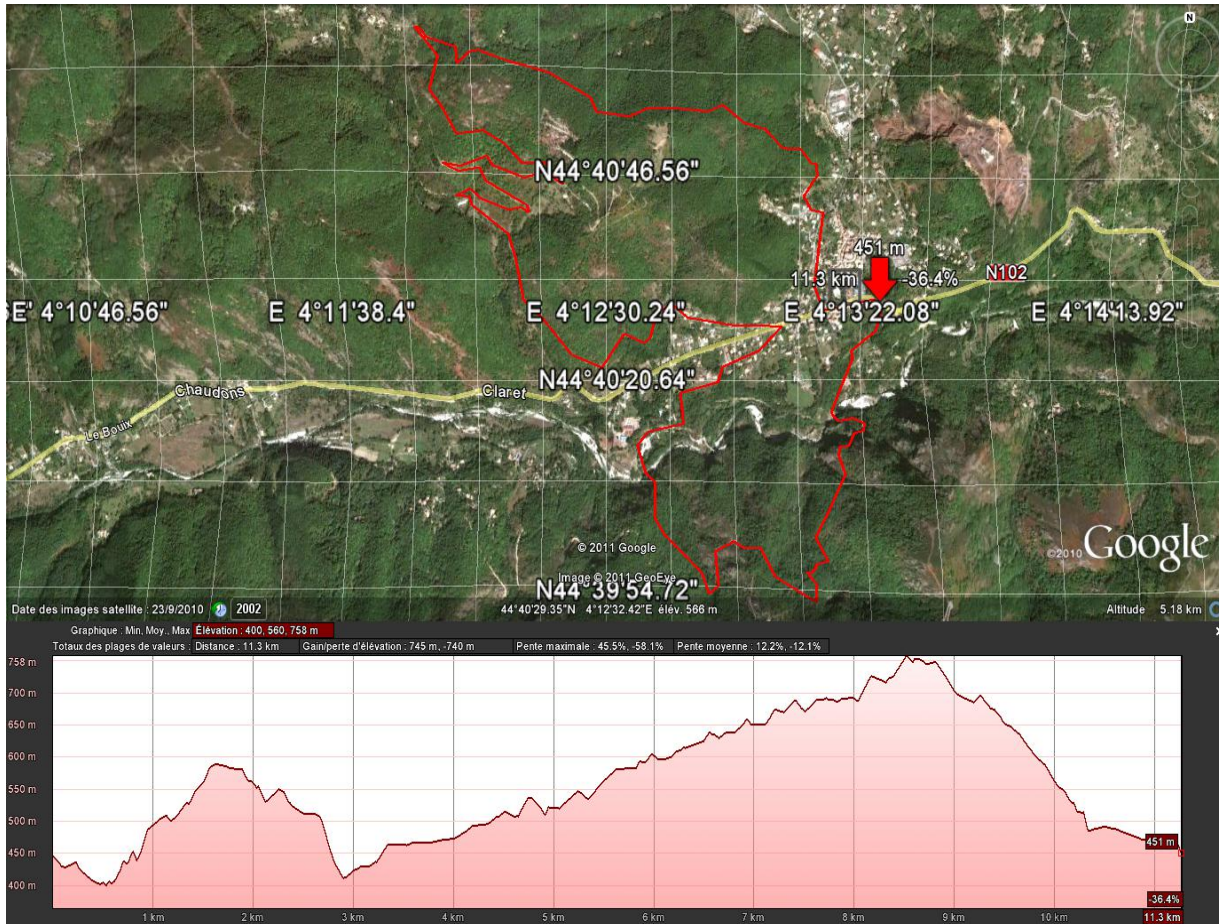 N
N44°40'46.56"
451 m
11.3 km -36.4%
N102
6E' 4°10'46.56" E 4°11'38.4" E 4°12'30.24" E 4°13'22.08" E 4°14'13.92"
N44°40'20.64"
Chaudons
Claret
Le Bouix
© 2011 Google
©2010 Google
Image © 2011 GeoEye
N44°39'54.72"
Date des images satellite : 23/9/2010 2002
44°40'29.35"N 4°12'32.42"E élév. 566 m
Altitude 5.18 km
Graphique : Min, Moy., Max Élévation : 400, 560, 758 m
Totaux des plages de valeurs : Distance : 11.3 km Gain/perte d'élévation : 745 m, -740 m Pente maximale : 45.5%, -58.1% Pente moyenne : 12.2%, -12.1%
758 m
700 m
650 m
600 m
550 m
500 m
450 m
400 m
451 m
-36.4%
1 km 2 km 3 km 4 km 5 km 6 km 7 km 8 km 9 km 10 km 11.3 km